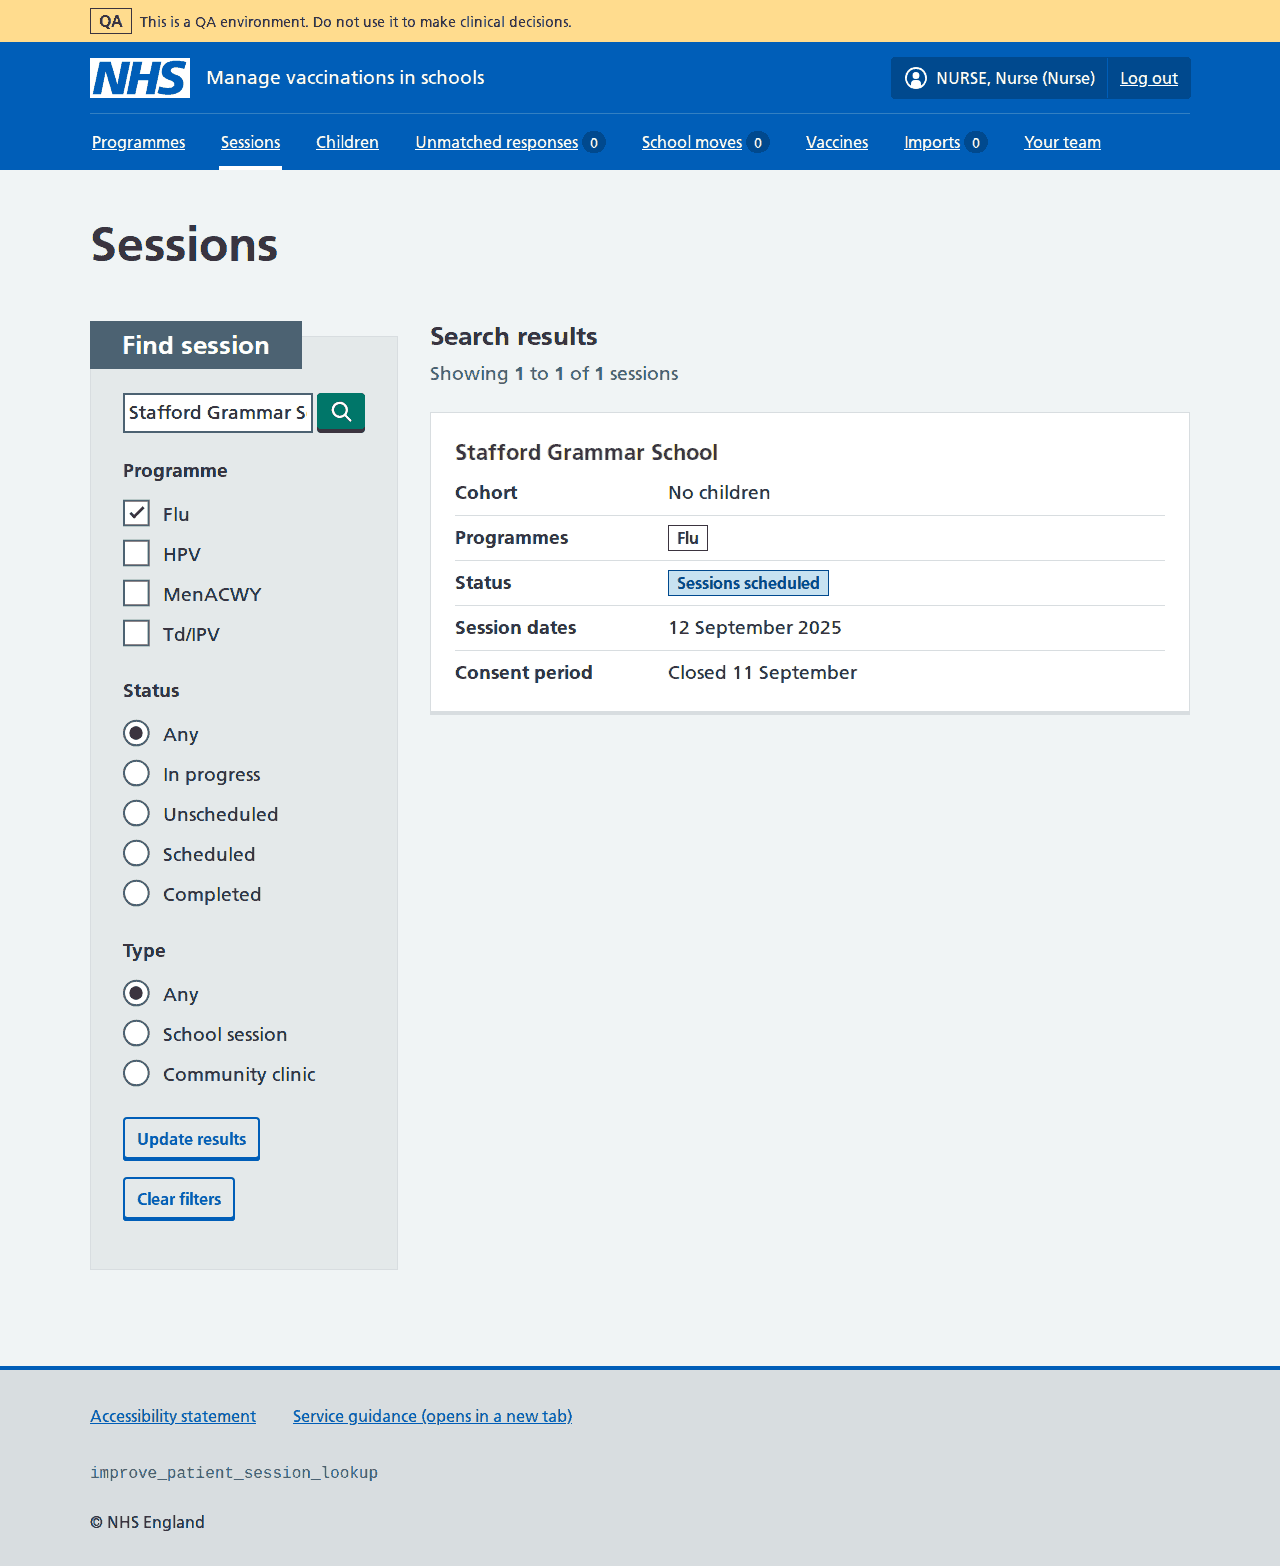 QA This is a QA environment. Do not use it to make clinical decisions.
NHS Manage vaccinations in schools NURSE, Nurse (Nurse) Log out
Programmes Sessions Children Unmatched responses 0 School moves 0 Vaccines Imports 0 Your team
Sessions
Find session
Stafford Grammar S
Programme
Flu
HPV
MenACWY
Td/IPV
Status
Any
In progress
Unscheduled
Scheduled
Completed
Type
Any
School session
Community clinic
Update results
Clear filters
Search results
Showing 1 to 1 of 1 sessions
Stafford Grammar School
Cohort No children
Programmes Flu
Status Sessions scheduled
Session dates 12 September 2025
Consent period Closed 11 September
Accessibility statement Service guidance (opens in a new tab)
improve_patient_session_lookup
© NHS England